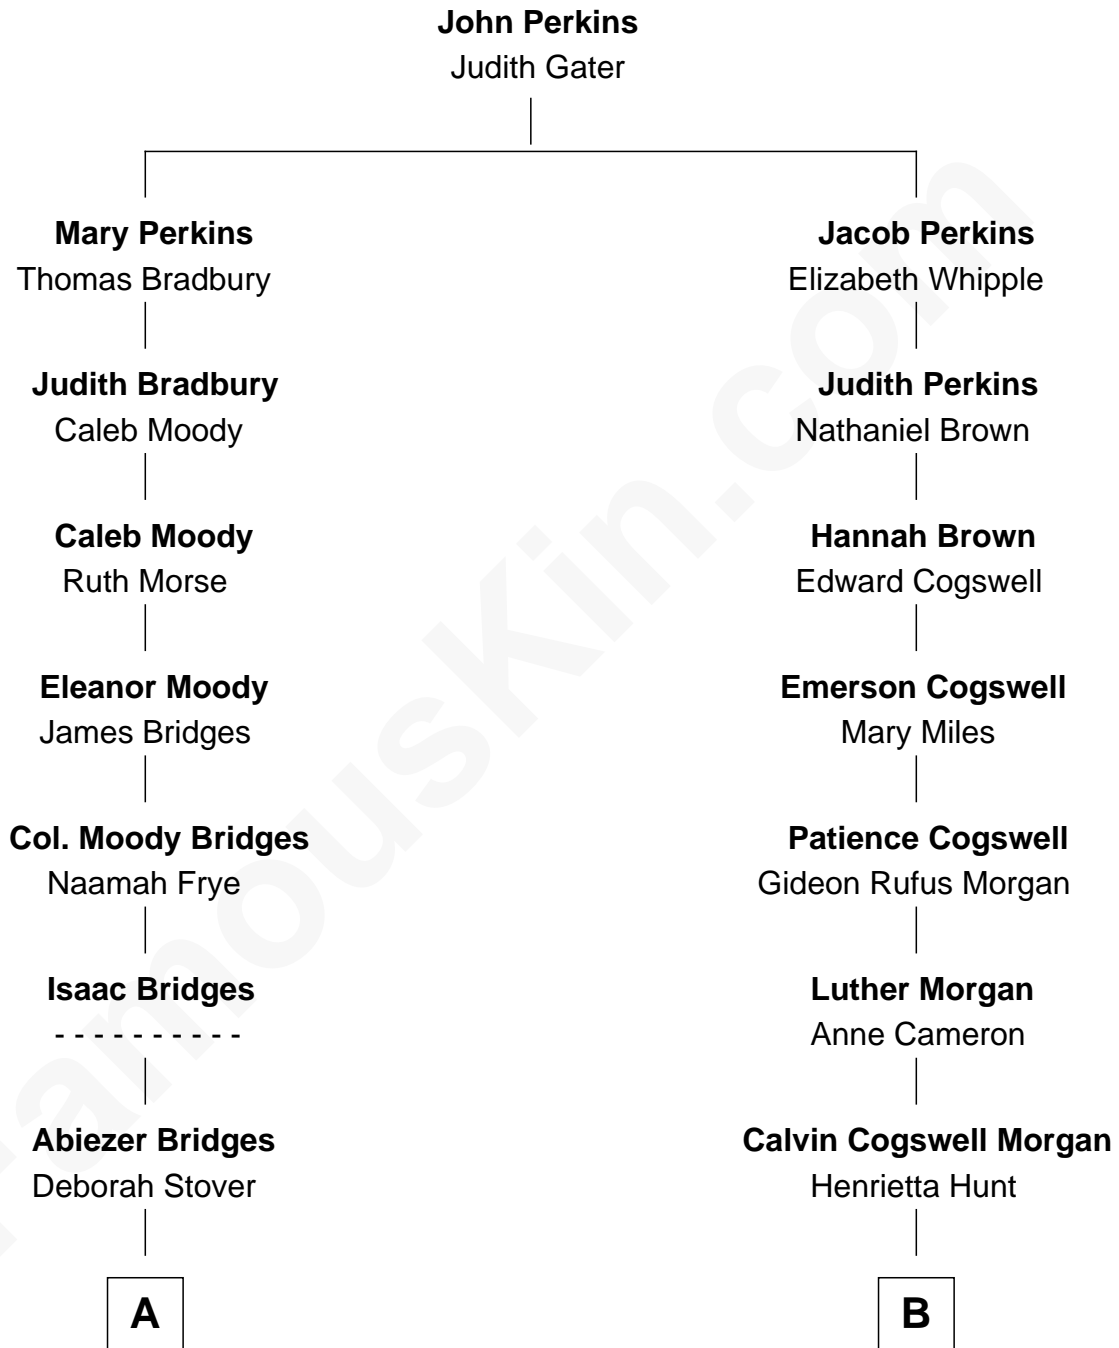 John Perkins
Judith Gater
Mary Perkins
Thomas Bradbury
Judith Bradbury
Caleb Moody
Caleb Moody
Ruth Morse
Eleanor Moody
James Bridges
Col. Moody Bridges
Naamah Frye
Isaac Bridges
- - - - - - - - - -
Abiezer Bridges
Deborah Stover
A
Jacob Perkins
Elizabeth Whipple
Judith Perkins
Nathaniel Brown
Hannah Brown
Edward Cogswell
Emerson Cogswell
Mary Miles
Patience Cogswell
Gideon Rufus Morgan
Luther Morgan
Anne Cameron
Calvin Cogswell Morgan
Henrietta Hunt
B
FamousKin.com